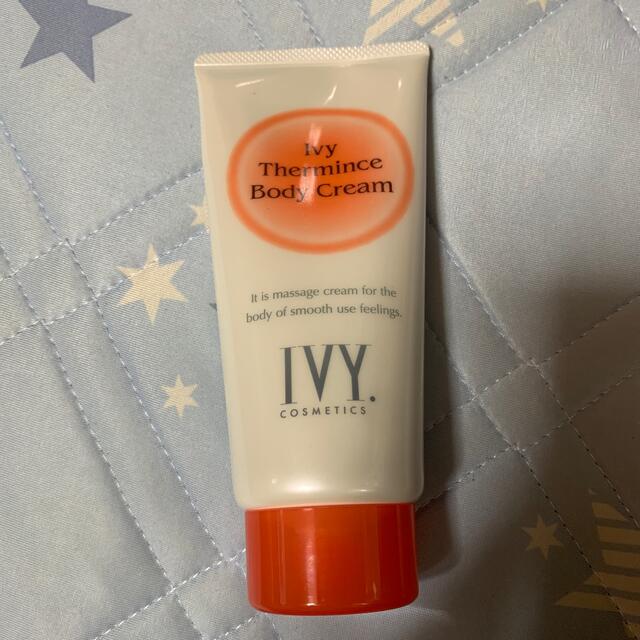 Ivy
Thermince
Body Cream
It is massage cream for the
body of smooth use feelings.
IVY.
COSMETICS